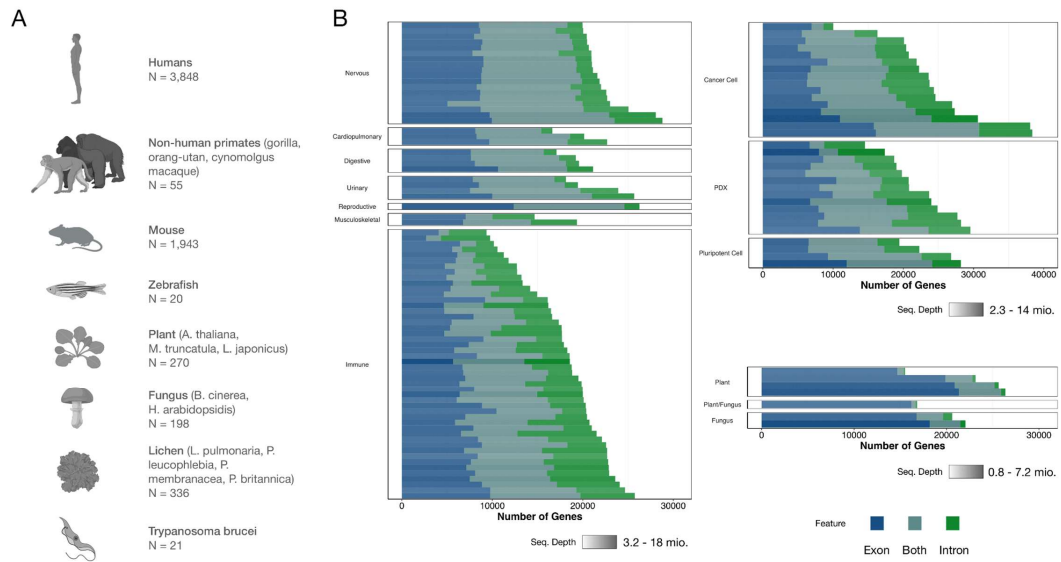 A
Humans
N = 3,848
Non-human primates (gorilla,
orang-utan, cynomolgus
macaque)
N = 55
Mouse
N = 1,943
Zebrafish
N = 20
Plant (A. thaliana,
M. truncatula, L. japonicus)
N = 270
Fungus (B. cinerea,
H. arabidopsidis)
N = 198
Lichen (L. pulmonaria, P.
leucophlebia, P.
membranacea, P. britannica)
N = 336
Trypanosoma brucei
N = 21
B
Nervous
Cardiopulmonary
Digestive
Urinary
Reproductive
Musculoskeletal
Immune
0 10000 20000 30000
Number of Genes
Seq. Depth 3.2 - 18 mio.
Cancer Cell
PDX
Pluripotent Cell
0 10000 20000 30000 40000
Number of Genes
Seq. Depth 2.3 - 14 mio.
Plant
Plant/Fungus
Fungus
0 10000 20000 30000
Number of Genes
Seq. Depth 0.8 - 7.2 mio.
Feature
Exon Both Intron